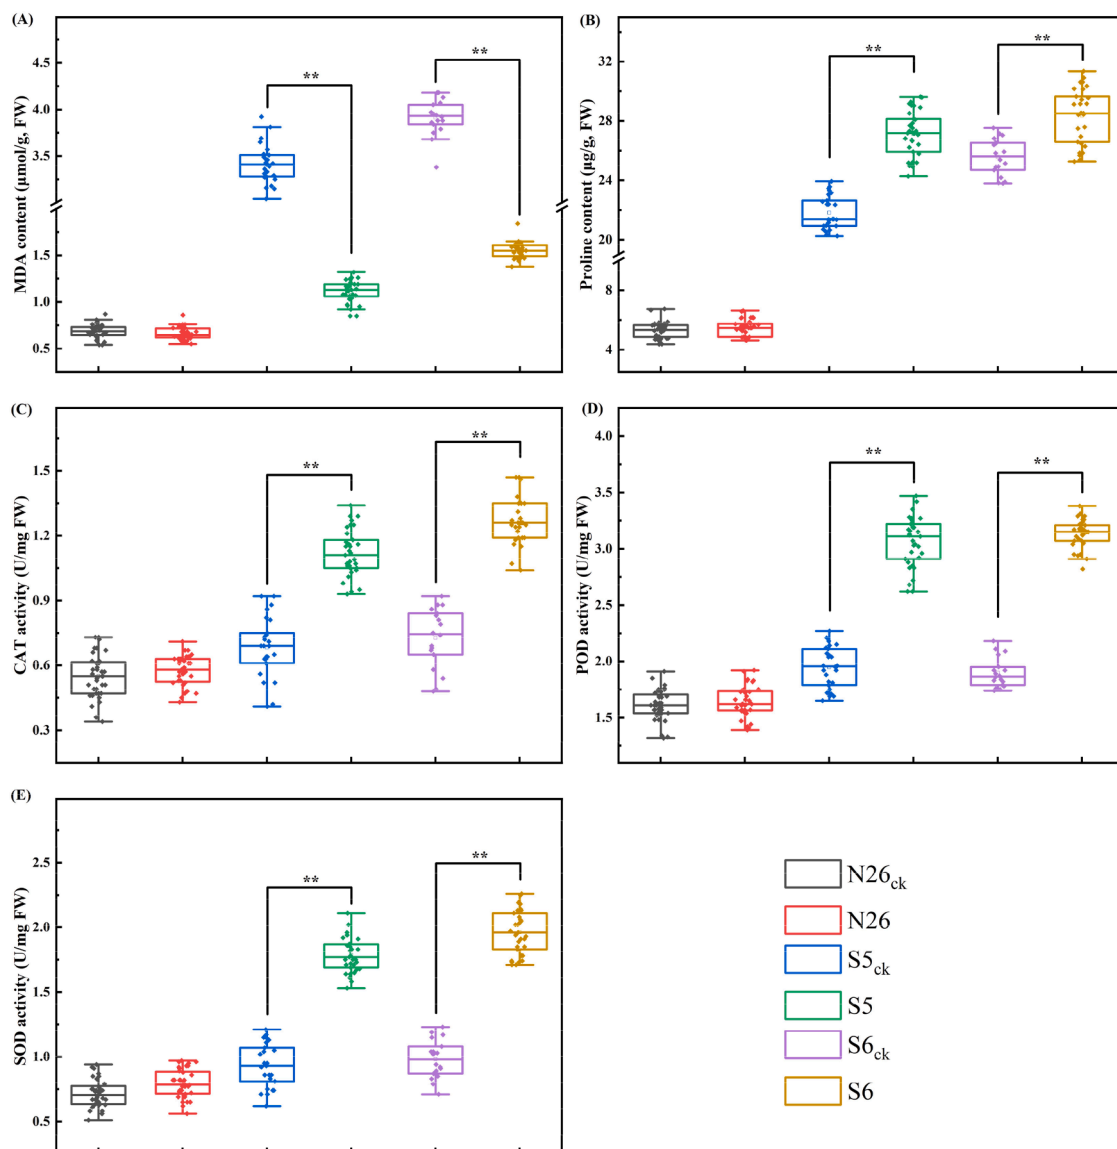 (A)
MDA content (μmol/g, FW)
4.5
4.0
3.5
1.5
1.0
0.5
**
**
(B)
Proline content (μg/g, FW)
32
28
24
20
8
4
**
**
(C)
CAT activity (U/mg FW)
1.5
1.2
0.9
0.6
0.3
**
**
(D)
POD activity (U/mg FW)
4.0
3.5
3.0
2.5
2.0
1.5
**
**
(E)
SOD activity (U/mg FW)
2.5
2.0
1.5
1.0
0.5
**
**
N26ck
N26
S5ck
S5
S6ck
S6